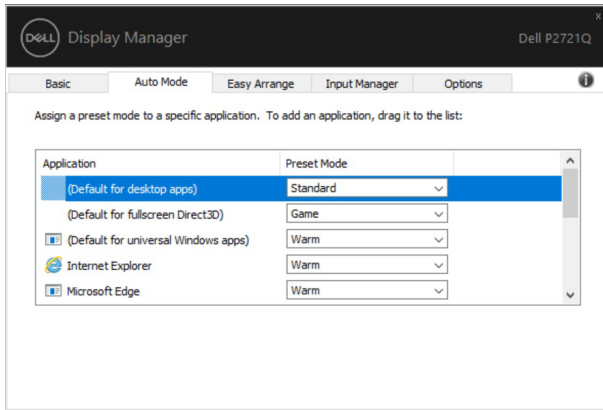 DELL Display Manager
x
Dell P2721Q
Basic Auto Mode Easy Arrange Input Manager Options
Assign a preset mode to a specific application. To add an application, drag it to the list:
Application Preset Mode
(Default for desktop apps) Standard
(Default for fullscreen Direct3D) Game
(Default for universal Windows apps) Warm
Internet Explorer Warm
Microsoft Edge Warm